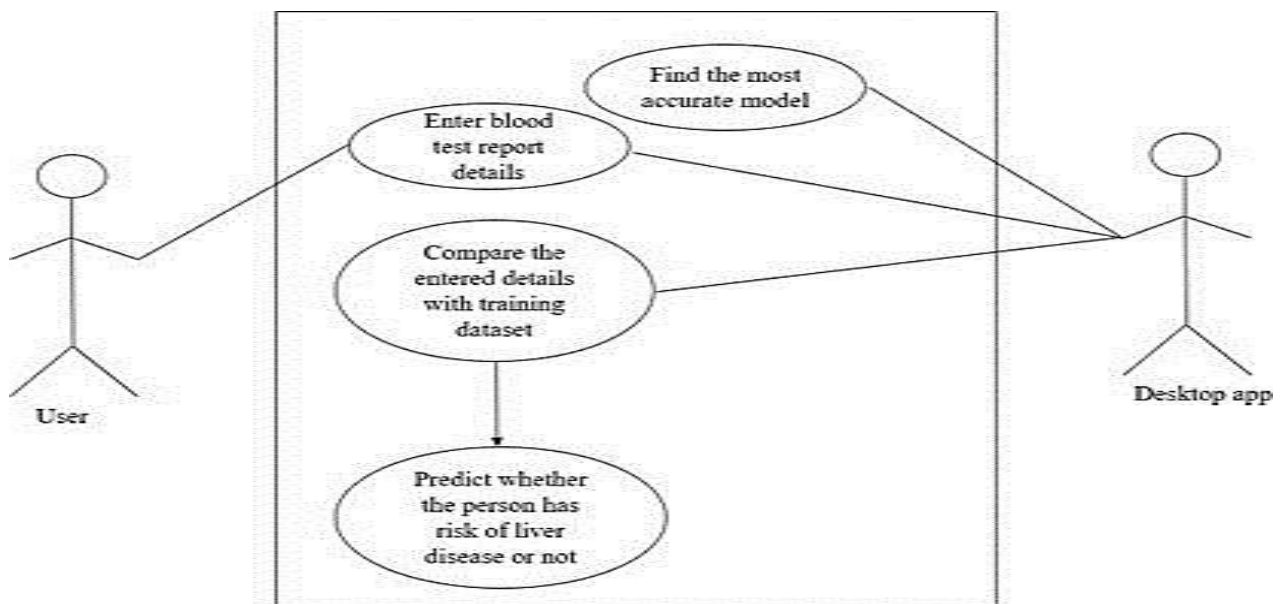 Find the most
accurate model
Enter blood
test report
details
Compare the
entered details
with training
dataset
User
Desktop app
Predict whether
the person has
risk of liver
disease or not